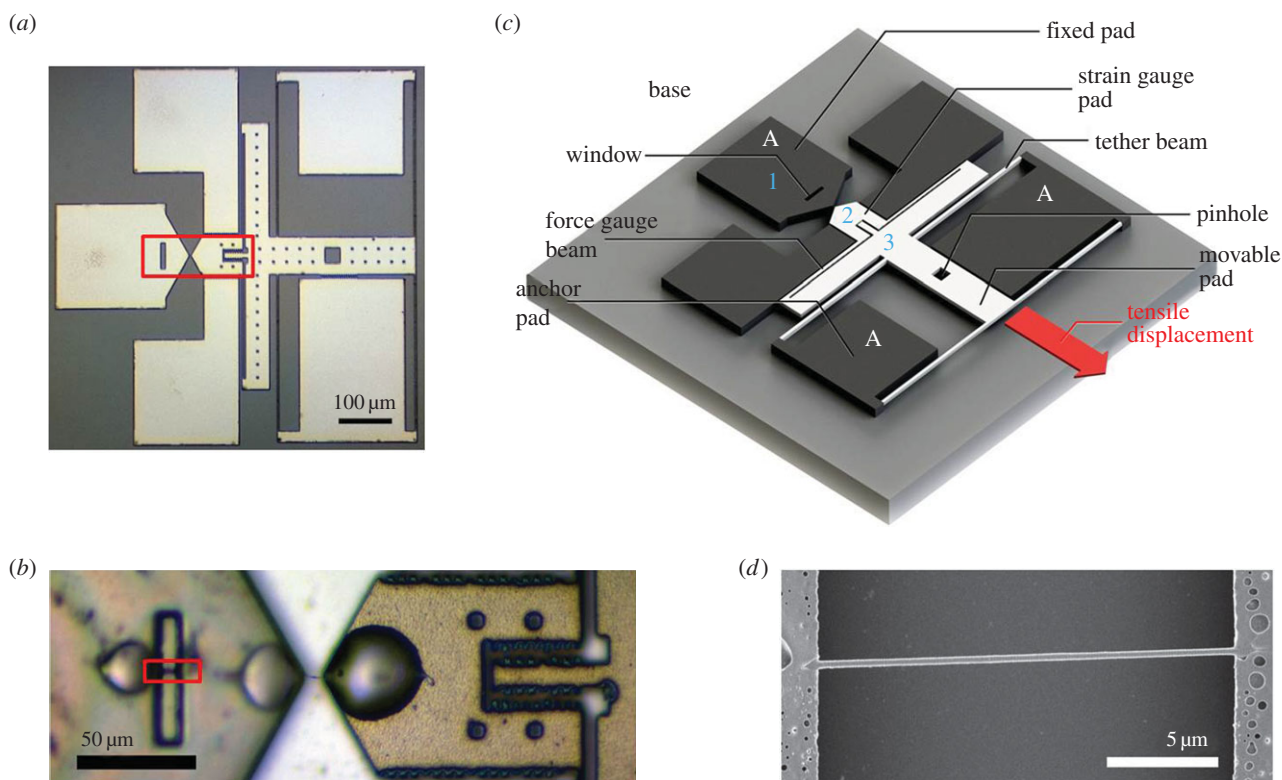 (a)
100 µm
(b)
50 µm
(c)
fixed pad
strain gauge
pad
base
tether beam
A
window
1
A
pinhole
2
force gauge
beam
3
movable
pad
anchor
pad
tensile
displacement
A
(d)
5 µm